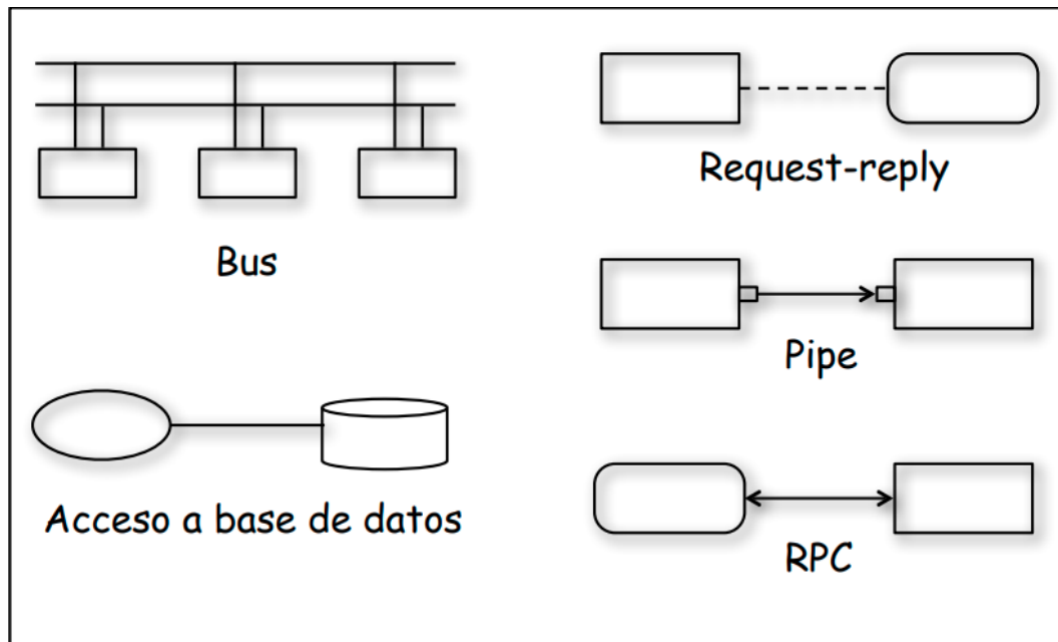 Bus
Acceso a base de datos
Request-reply
Pipe
RPC